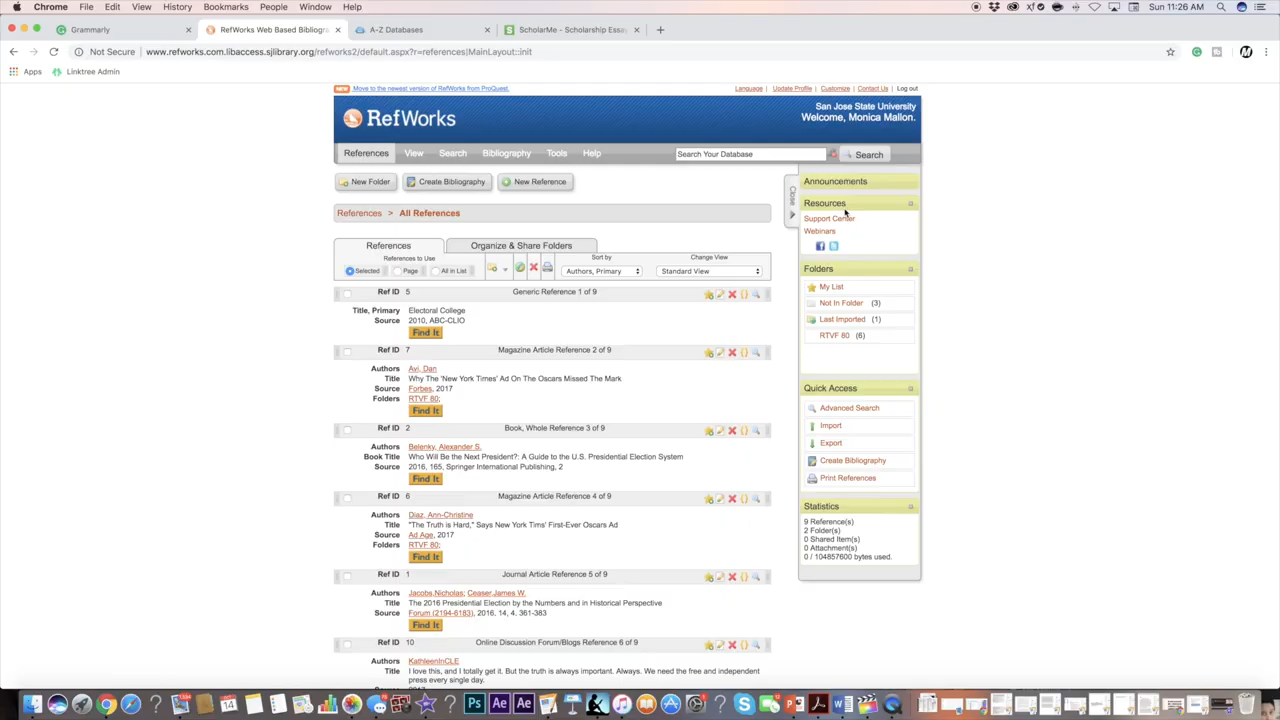 Chrome File Edit View History Bookmarks People Window Help Sun 11:26 AM
Grammarly RefWorks Web Based Bibliogra A-Z Databases ScholarMe - Scholarship Essay
Not Secure www.refworks.com.libaccess.sjlibrary.org/refworks2/default.aspx?r=references|MainLayout::init
Apps Linktree Admin
NEW Move to the newest version of RefWorks from ProQuest. Language Update Profile Customize Contact Us Log out
RefWorks
San Jose State University
Welcome, Monica Mallon.
References View Search Bibliography Tools Help Search Your Database Search
New Folder Create Bibliography New Reference
References > All References
References Organize & Share Folders
References to Use Sort by Change View
Selected Page All in List Authors, Primary Standard View
Ref ID 5 Generic Reference 1 of 9
Title, Primary Electoral College
Source 2010, ABC-CLIO
Find It
Ref ID 7 Magazine Article Reference 2 of 9
Authors Avi, Dan
Title Why The 'New York Times' Ad On The Oscars Missed The Mark
Source Forbes, 2017
Folders RTVF 80;
Find It
Ref ID 2 Book, Whole Reference 3 of 9
Authors Belenky, Alexander S.
Book Title Who Will Be the Next President?: A Guide to the U.S. Presidential Election System
Source 2016, 165, Springer International Publishing, 2
Find It
Ref ID 6 Magazine Article Reference 4 of 9
Authors Diaz, Ann-Christine
Title "The Truth is Hard," Says New York Tims' First-Ever Oscars Ad
Source Ad Age, 2017
Folders RTVF 80;
Find It
Ref ID 1 Journal Article Reference 5 of 9
Authors Jacobs,Nicholas; Ceaser,James W.
Title The 2016 Presidential Election by the Numbers and in Historical Perspective
Source Forum (2194-6183), 2016, 14, 4, 361-383
Find It
Ref ID 10 Online Discussion Forum/Blogs Reference 6 of 9
Authors KathleenInCLE
Title I love this, and I totally get it. But the truth is always important. Always. We need the free and independent
press every single day.
Close
Announcements
Resources
Support Center
Webinars
Folders
My List
Not In Folder (3)
Last Imported (1)
RTVF 80 (6)
Quick Access
Advanced Search
Import
Export
Create Bibliography
Print References
Statistics
9 Reference(s)
2 Folder(s)
0 Shared Item(s)
0 Attachment(s)
0 / 104857600 bytes used.
14 Ps Ae Ae